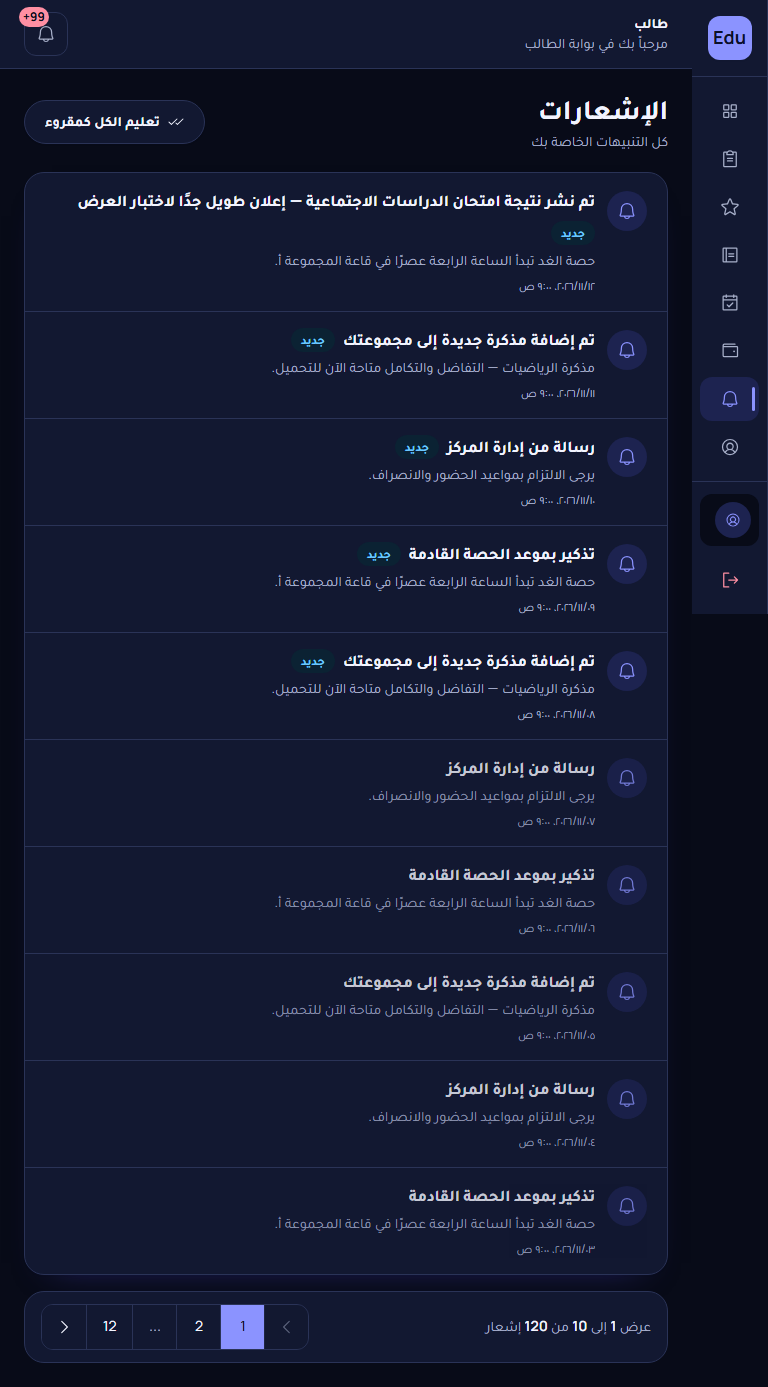 Edu
طالب
مرحباً بك في بوابة الطالب
+99
الإشعارات
كل التنبيهات الخاصة بك
تعليم الكل كمقروء
تم نشر نتيجة امتحان الدراسات الاجتماعية — إعلان طويل جدًا لاختبار العرض
جديد
حصة الغد تبدأ الساعة الرابعة عصرًا في قاعة المجموعة أ.
١٢‏/١١‏/٢٠٢٦، ٩:٠٠ ص
تم إضافة مذكرة جديدة إلى مجموعتك جديد
مذكرة الرياضيات — التفاضل والتكامل متاحة الآن للتحميل.
١١‏/١١‏/٢٠٢٦، ٩:٠٠ ص
رسالة من إدارة المركز جديد
يرجى الالتزام بمواعيد الحضور والانصراف.
١٠‏/١١‏/٢٠٢٦، ٩:٠٠ ص
تذكير بموعد الحصة القادمة جديد
حصة الغد تبدأ الساعة الرابعة عصرًا في قاعة المجموعة أ.
٠٩‏/١١‏/٢٠٢٦، ٩:٠٠ ص
تم إضافة مذكرة جديدة إلى مجموعتك جديد
مذكرة الرياضيات — التفاضل والتكامل متاحة الآن للتحميل.
٠٨‏/١١‏/٢٠٢٦، ٩:٠٠ ص
رسالة من إدارة المركز
يرجى الالتزام بمواعيد الحضور والانصراف.
٠٧‏/١١‏/٢٠٢٦، ٩:٠٠ ص
تذكير بموعد الحصة القادمة
حصة الغد تبدأ الساعة الرابعة عصرًا في قاعة المجموعة أ.
٠٦‏/١١‏/٢٠٢٦، ٩:٠٠ ص
تم إضافة مذكرة جديدة إلى مجموعتك
مذكرة الرياضيات — التفاضل والتكامل متاحة الآن للتحميل.
٠٥‏/١١‏/٢٠٢٦، ٩:٠٠ ص
رسالة من إدارة المركز
يرجى الالتزام بمواعيد الحضور والانصراف.
٠٤‏/١١‏/٢٠٢٦، ٩:٠٠ ص
تذكير بموعد الحصة القادمة
حصة الغد تبدأ الساعة الرابعة عصرًا في قاعة المجموعة أ.
٠٣‏/١١‏/٢٠٢٦، ٩:٠٠ ص
عرض 1 إلى 10 من 120 إشعار
1 2 ... 12